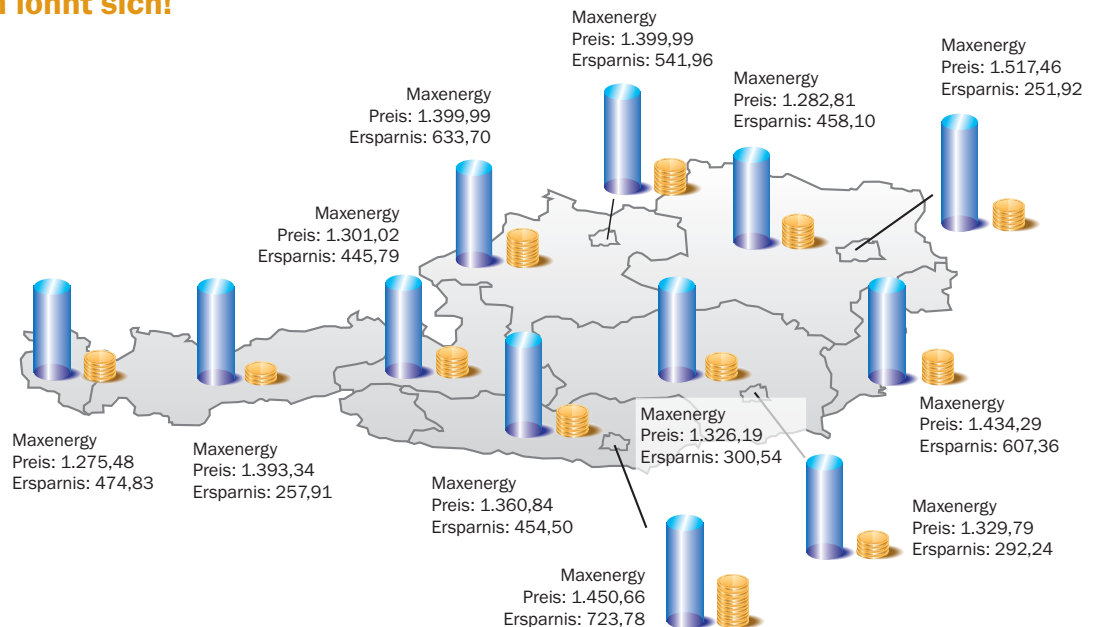 lohnt sich!
Maxenergy
Preis: 1.399,99
Ersparnis: 541,96
Maxenergy
Preis: 1.517,46
Ersparnis: 251,92
Maxenergy
Preis: 1.282,81
Ersparnis: 458,10
Maxenergy
Preis: 1.399,99
Ersparnis: 633,70
Maxenergy
Preis: 1.301,02
Ersparnis: 445,79
Maxenergy
Preis: 1.275,48
Ersparnis: 474,83
Maxenergy
Preis: 1.393,34
Ersparnis: 257,91
Maxenergy
Preis: 1.360,84
Ersparnis: 454,50
Maxenergy
Preis: 1.326,19
Ersparnis: 300,54
Maxenergy
Preis: 1.434,29
Ersparnis: 607,36
Maxenergy
Preis: 1.329,79
Ersparnis: 292,24
Maxenergy
Preis: 1.450,66
Ersparnis: 723,78